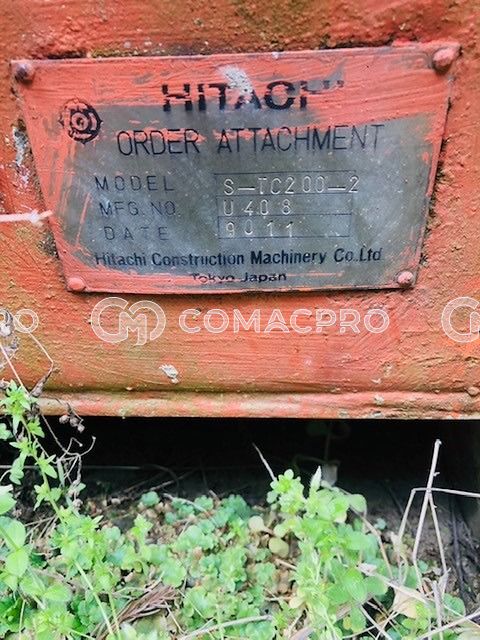 HITACHI
ORDER ATTACHMENT
MODEL S-TC200-2
MFG.NO. U408
DATE 9011
Hitachi Construction Machinery Co.Ltd.
Tokyo Japan
COMACPRO